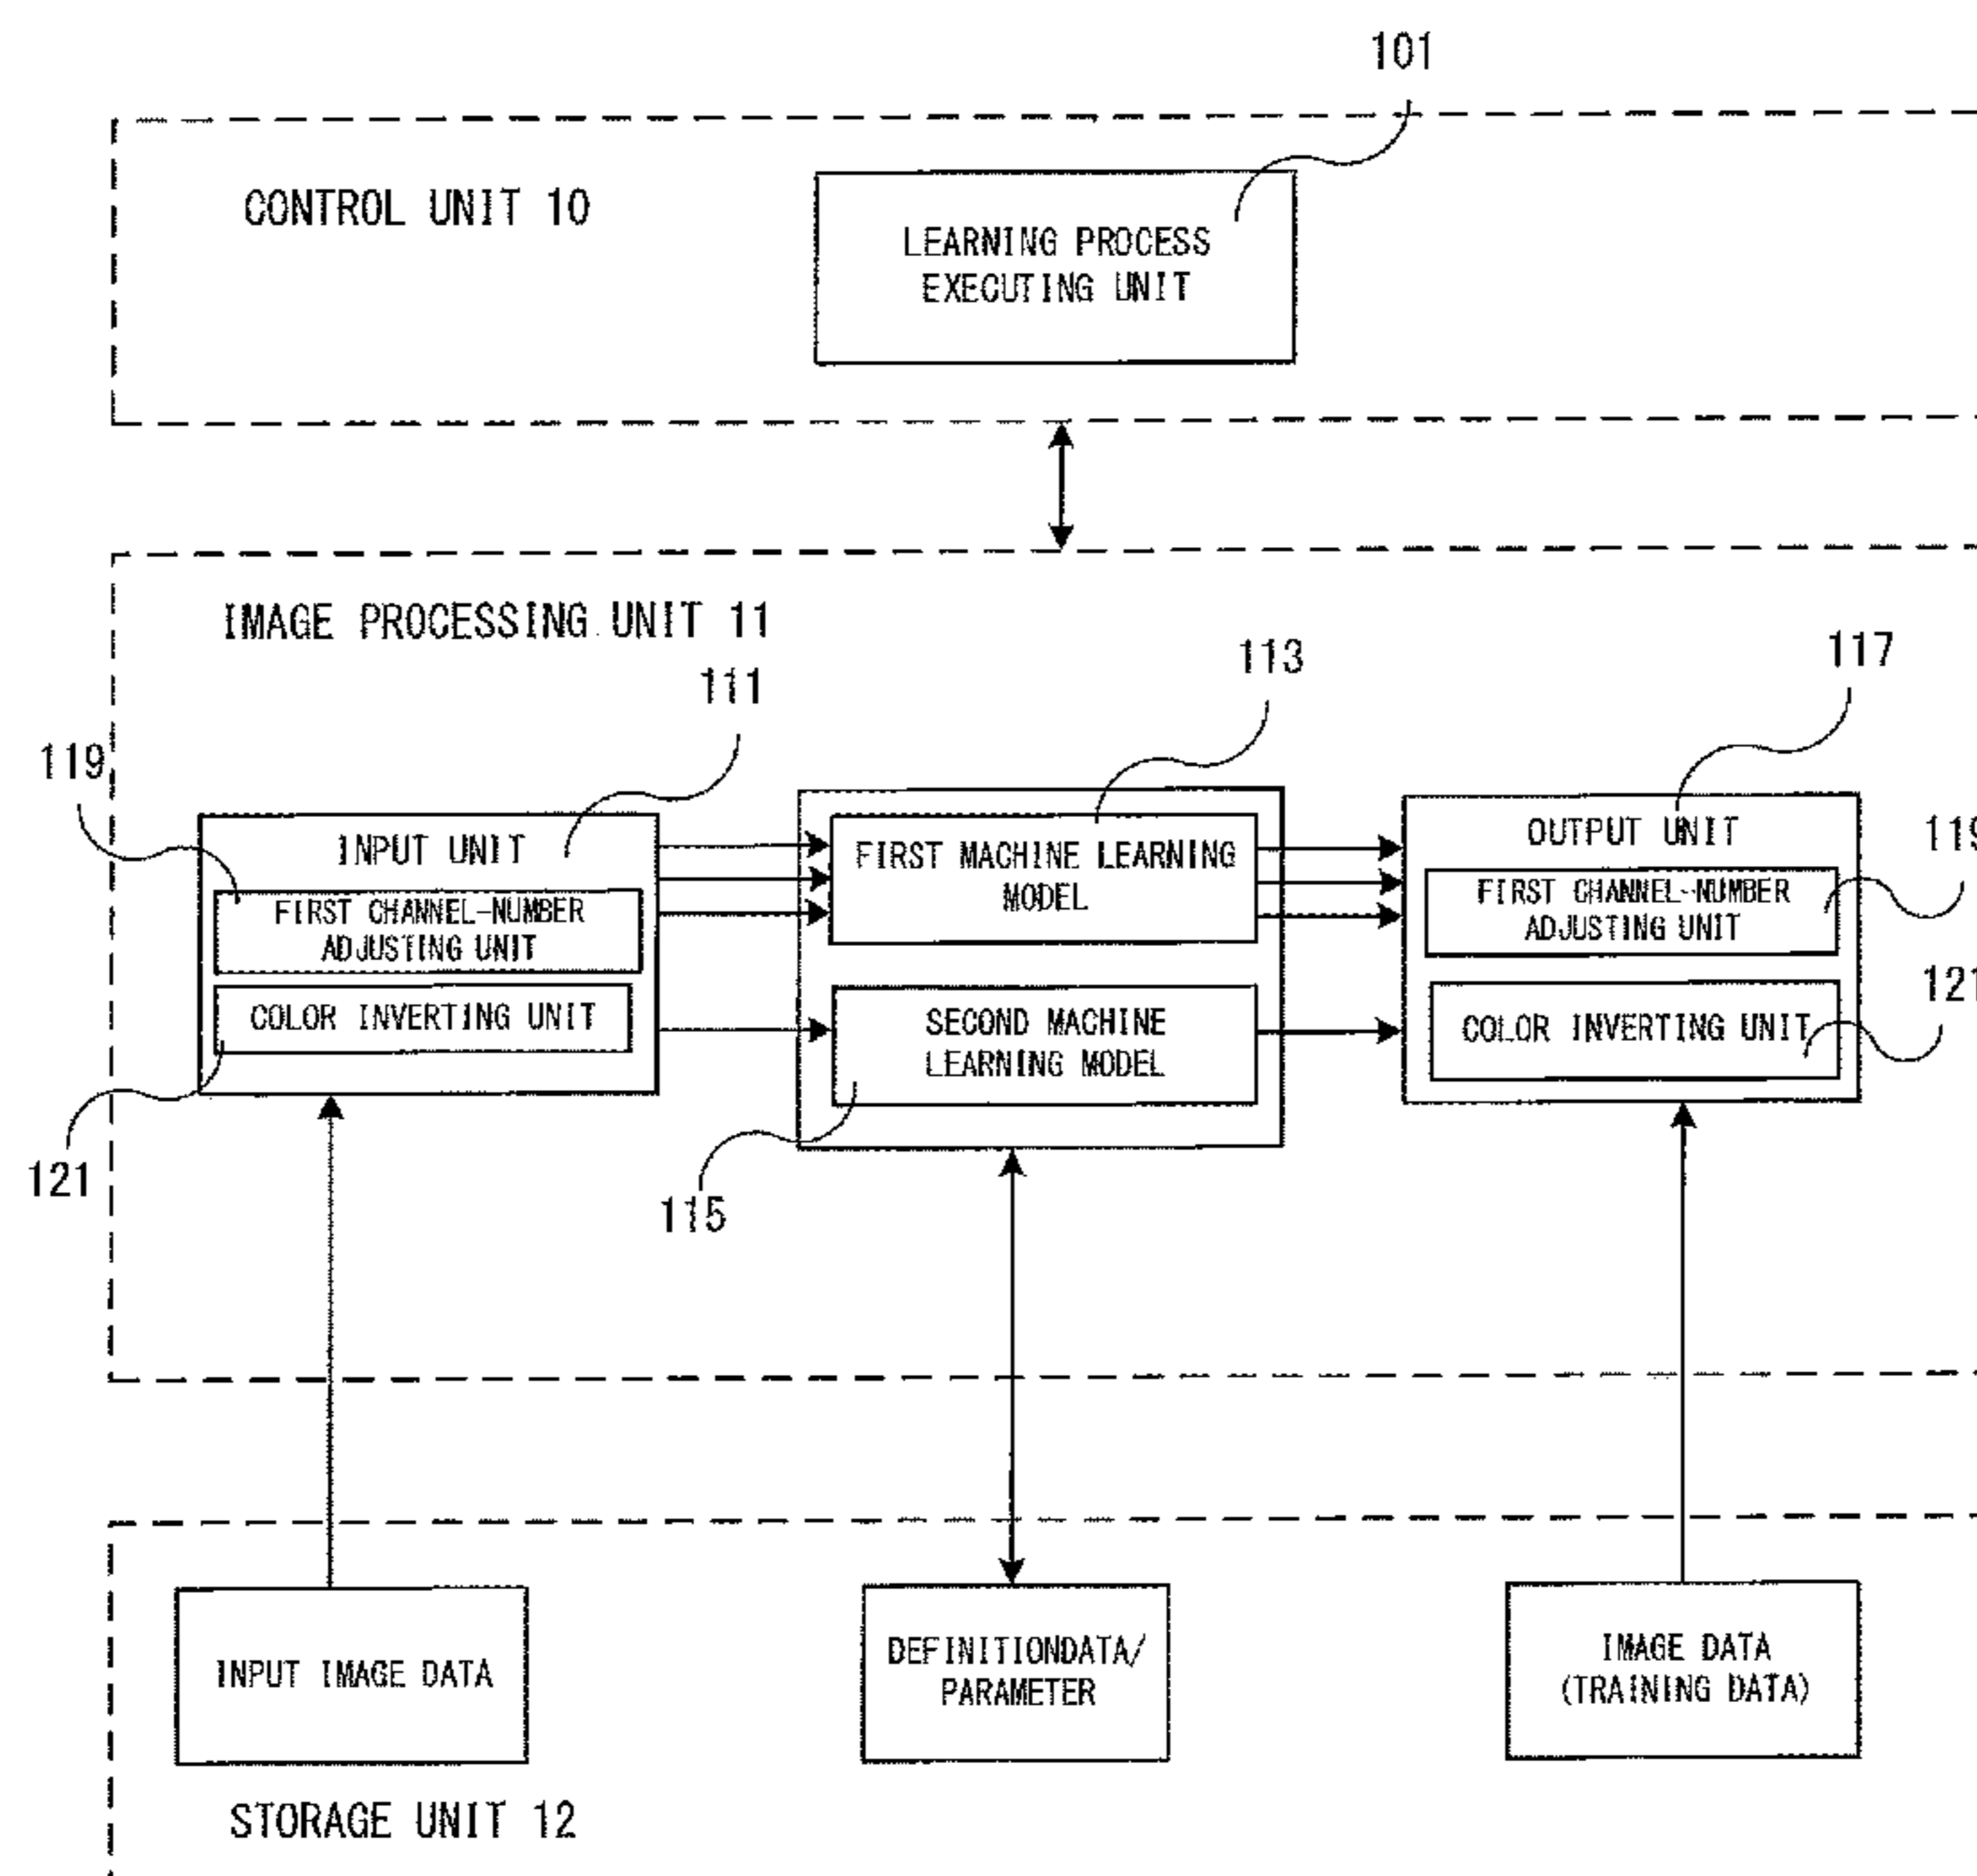 101
CONTROL UNIT 10
LEARNING PROCESS
EXECUTING UNIT
IMAGE PROCESSING UNIT 11
111
113
117
119
INPUT UNIT
FIRST CHANNEL-NUMBER
ADJUSTING UNIT
COLOR INVERTING UNIT
121
FIRST MACHINE LEARNING
MODEL
SECOND MACHINE
LEARNING MODEL
115
OUTPUT UNIT
119
FIRST CHANNEL-NUMBER
ADJUSTING UNIT
121
COLOR INVERTING UNIT
INPUT IMAGE DATA
DEFINITIONDATA/
PARAMETER
IMAGE DATA
(TRAINING DATA)
STORAGE UNIT 12